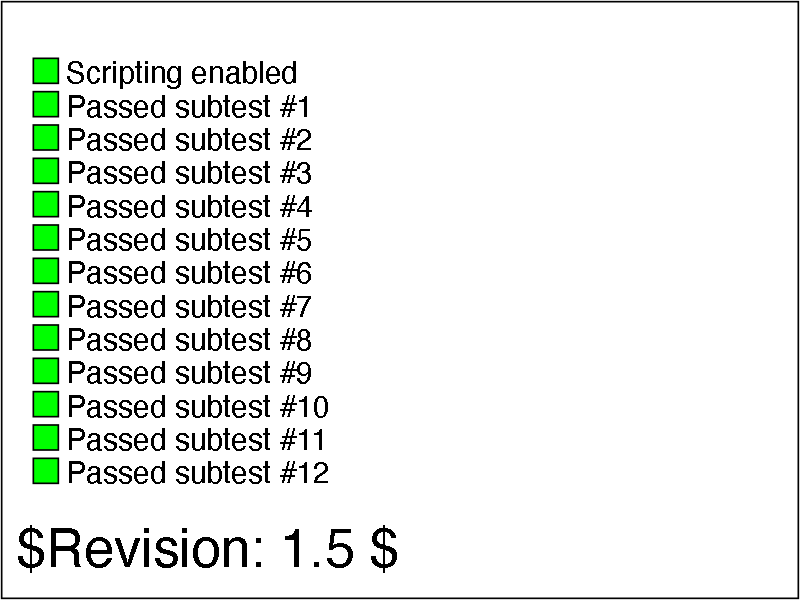 Scripting enabled
Passed subtest #1
Passed subtest #2
Passed subtest #3
Passed subtest #4
Passed subtest #5
Passed subtest #6
Passed subtest #7
Passed subtest #8
Passed subtest #9
Passed subtest #10
Passed subtest #11
Passed subtest #12
$Revision: 1.5 $